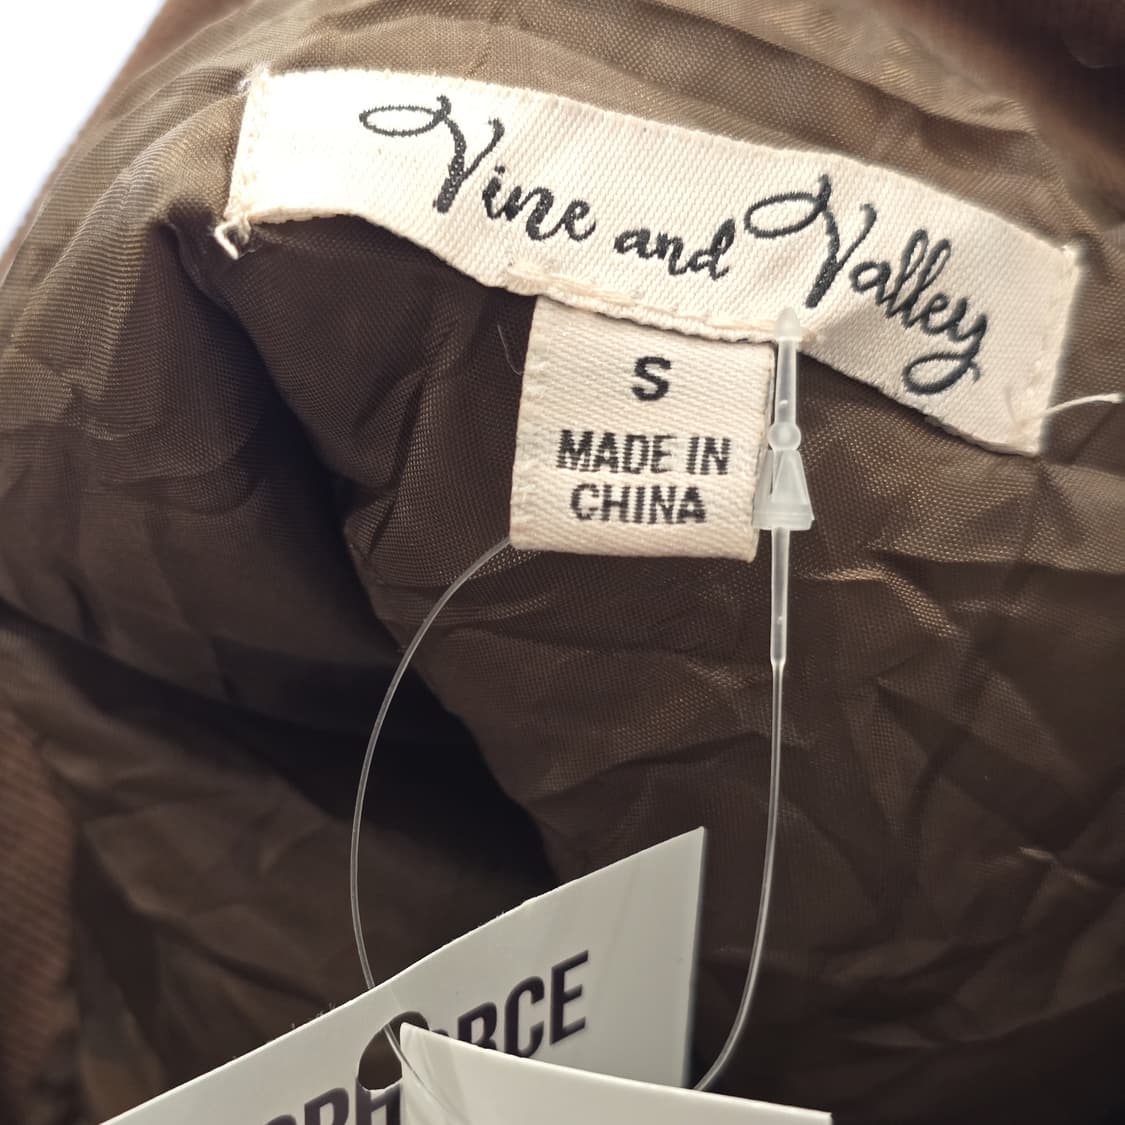 Vine and Valley
S
MADE IN
CHINA